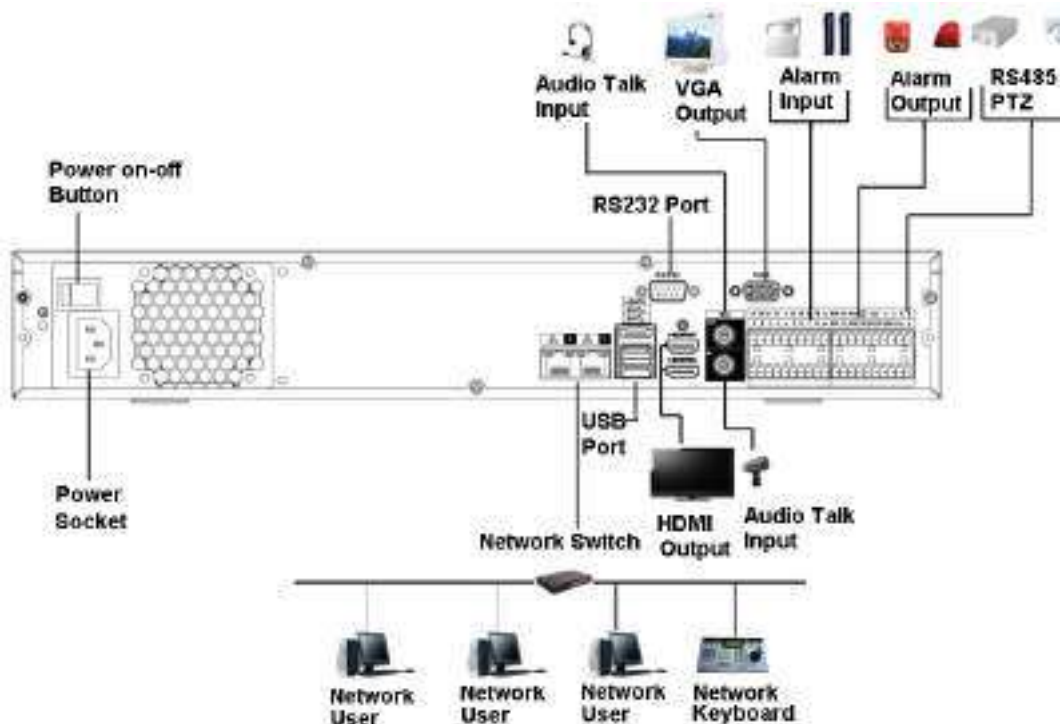 Audio Talk
Input
VGA
Output
Alarm
Input
Alarm
Output
RS485
PTZ
Power on-off
Button
RS232 Port
USB
Port
Power
Socket
Network Switch
HDMI
Output
Audio Talk
Input
Network
User
Network
User
Network
User
Network
Keyboard